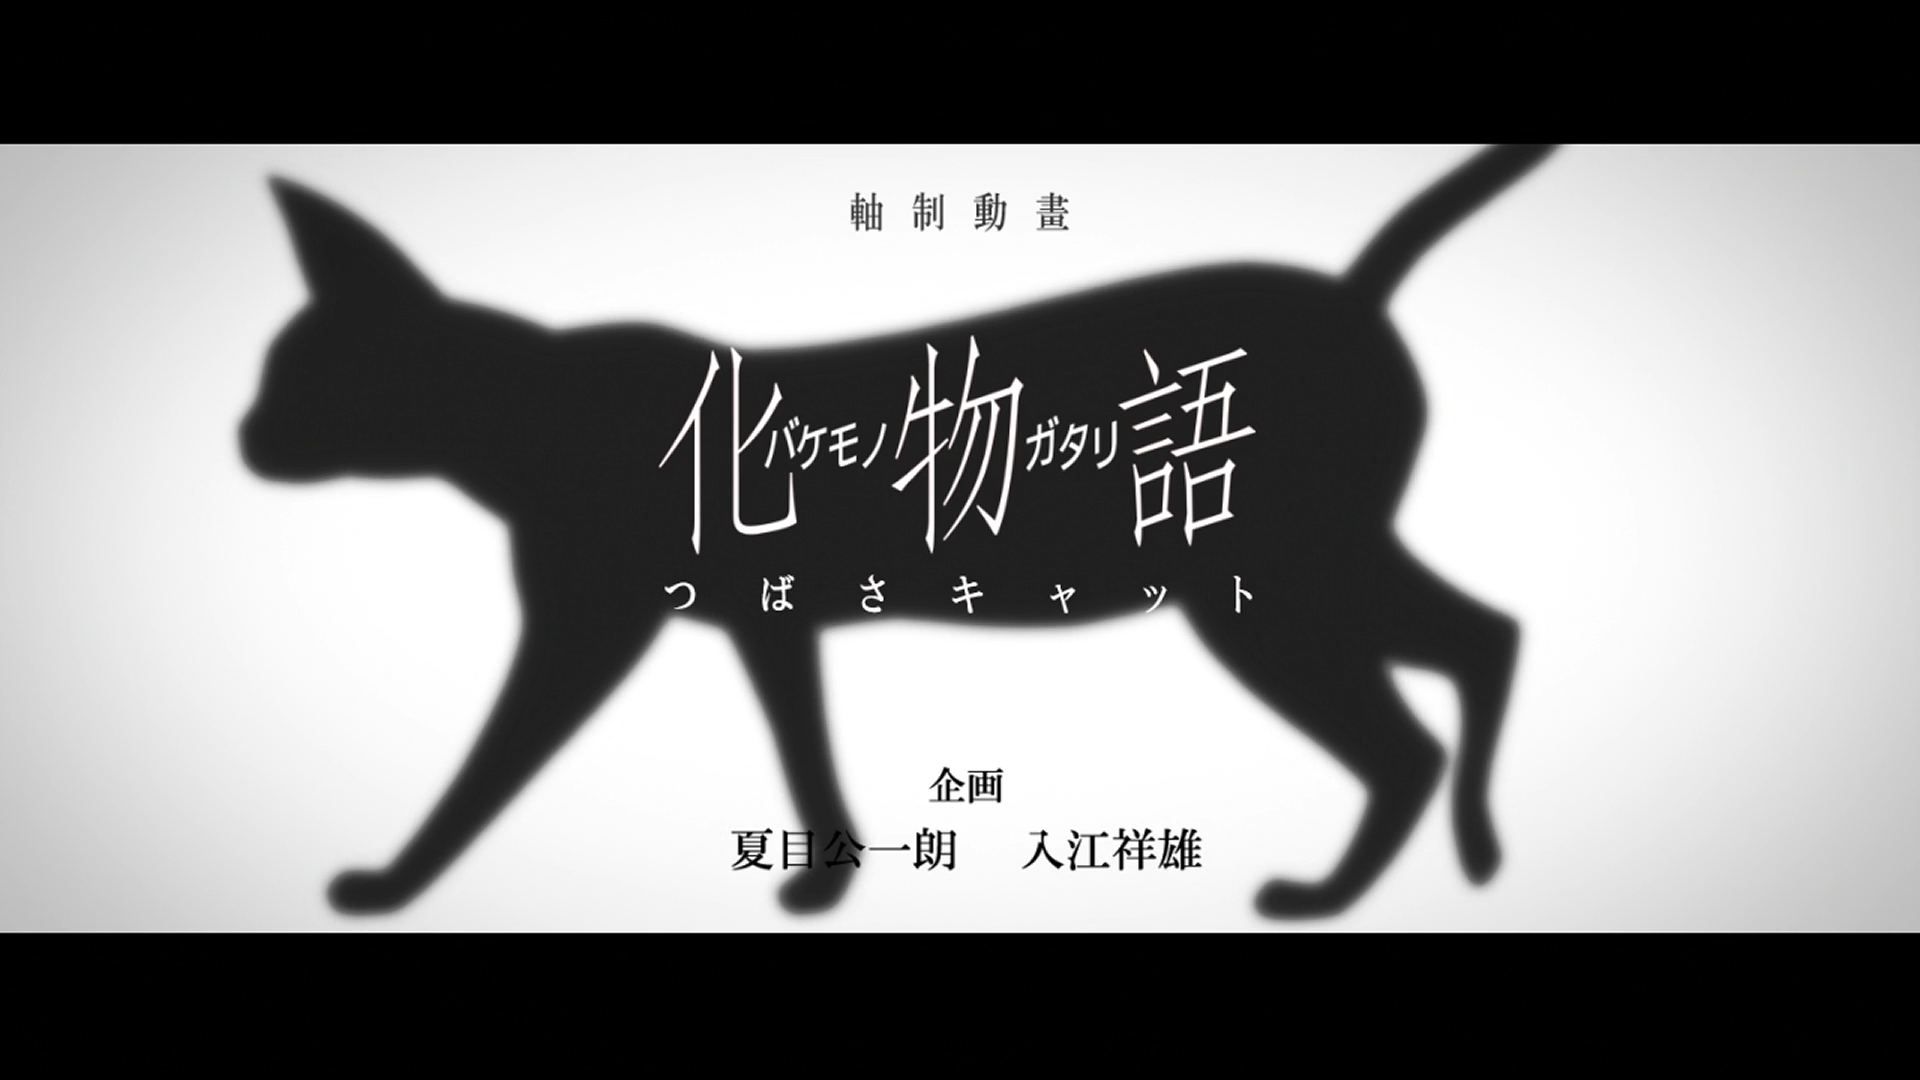 軸制動畫
化バケモノ物ガタリ語
つばさキャット
企画
夏目公一朗 入江祥雄